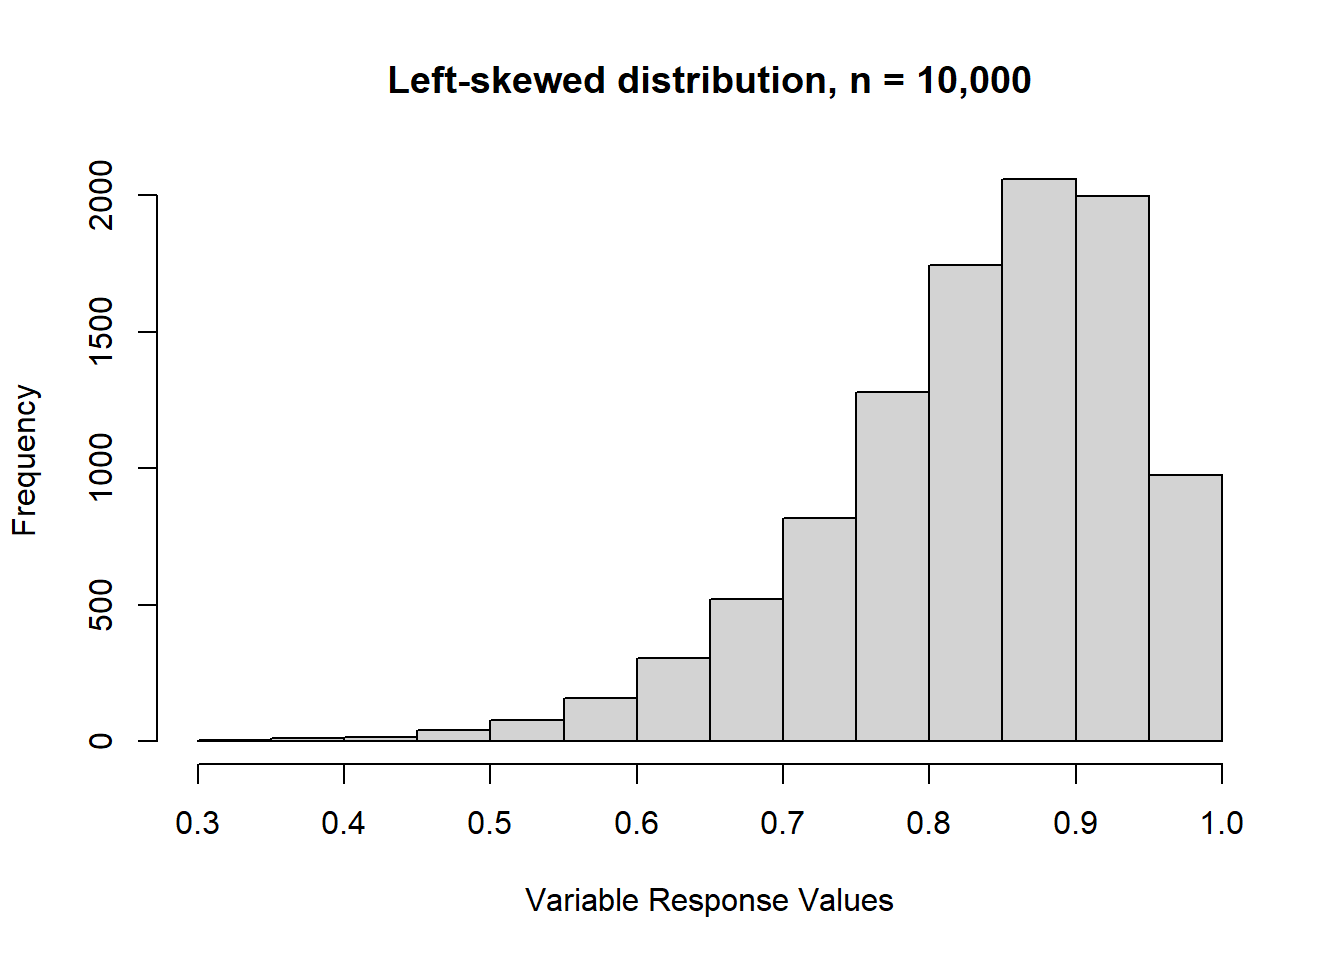 Left-skewed distribution, n = 10,000
Frequency
2000
1500
1000
500
0
0.3 0.4 0.5 0.6 0.7 0.8 0.9 1.0
Variable Response Values